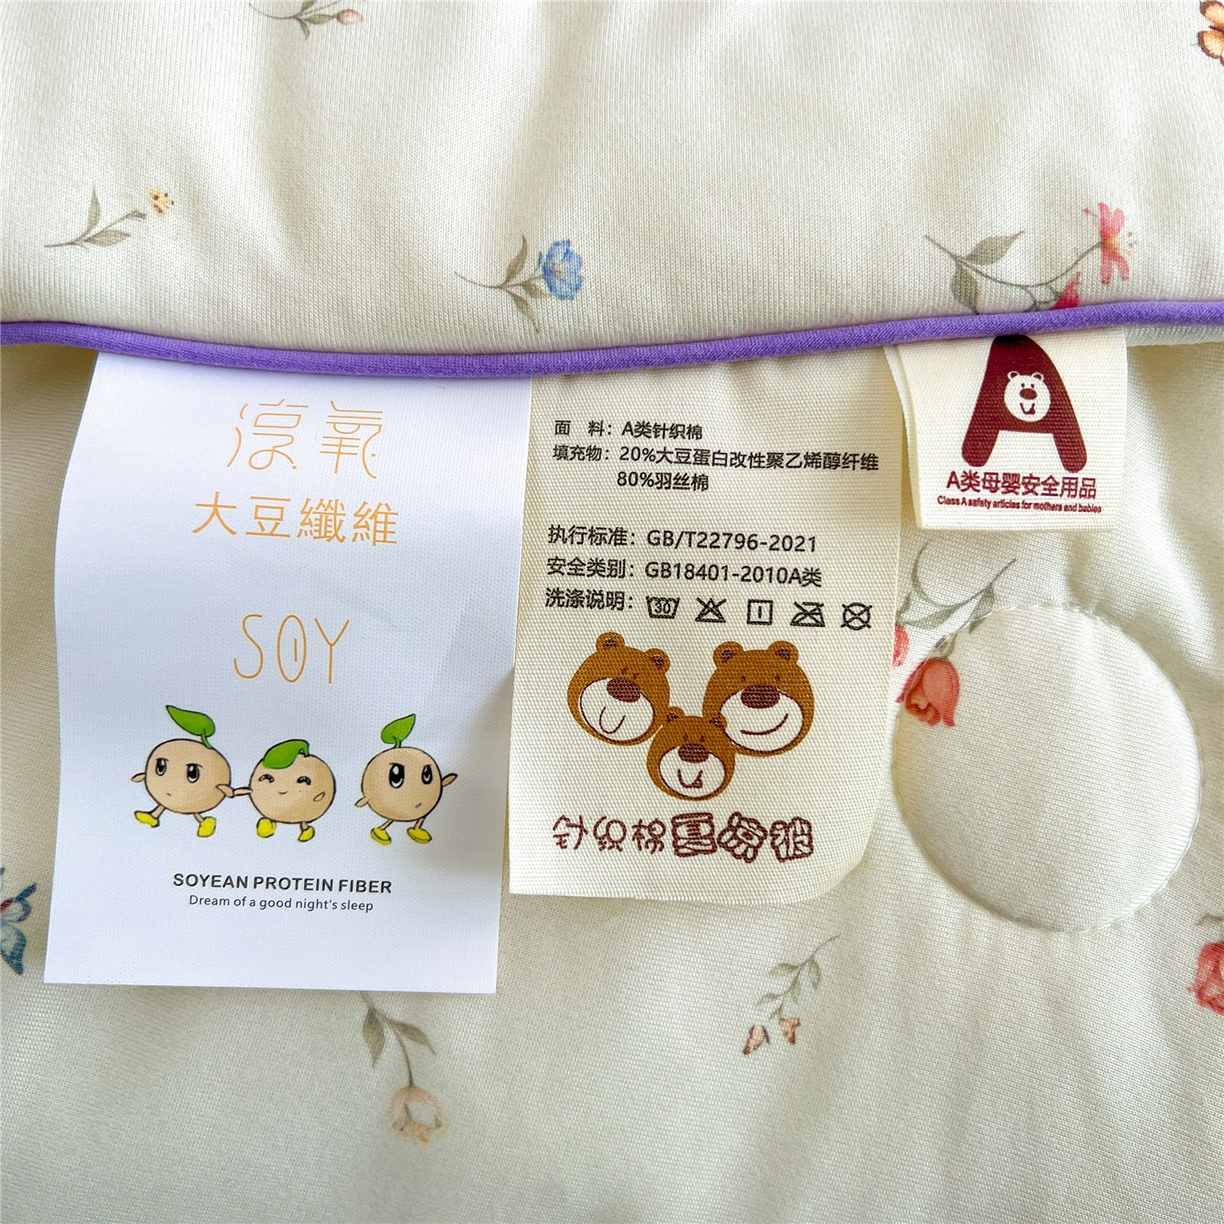 淳氧
大豆纖維
SOY
SOYEAN PROTEIN FIBER
Dream of a good night's sleep
面 料：A类针织棉
填充物：20%大豆蛋白改性聚乙烯醇纤维
80%羽丝棉
执行标准：GB/T22796-2021
安全类别：GB18401-2010A类
洗涤说明：
30
针织棉夏凉被
A
A类母婴安全用品
Class A safety articles for mothers and babies